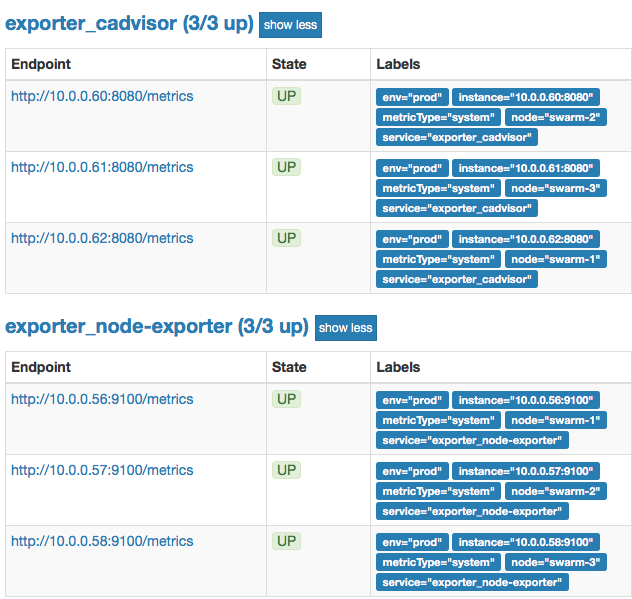 exporter_cadvisor (3/3 up) show less
Endpoint State Labels
http://10.0.0.60:8080/metrics UP env="prod" instance="10.0.0.60:8080"
metricType="system" node="swarm-2"
service="exporter_cadvisor"
http://10.0.0.61:8080/metrics UP env="prod" instance="10.0.0.61:8080"
metricType="system" node="swarm-3"
service="exporter_cadvisor"
http://10.0.0.62:8080/metrics UP env="prod" instance="10.0.0.62:8080"
metricType="system" node="swarm-1"
service="exporter_cadvisor"
exporter_node-exporter (3/3 up) show less
Endpoint State Labels
http://10.0.0.56:9100/metrics UP env="prod" instance="10.0.0.56:9100"
metricType="system" node="swarm-1"
service="exporter_node-exporter"
http://10.0.0.57:9100/metrics UP env="prod" instance="10.0.0.57:9100"
metricType="system" node="swarm-2"
service="exporter_node-exporter"
http://10.0.0.58:9100/metrics UP env="prod" instance="10.0.0.58:9100"
metricType="system" node="swarm-3"
service="exporter_node-exporter"